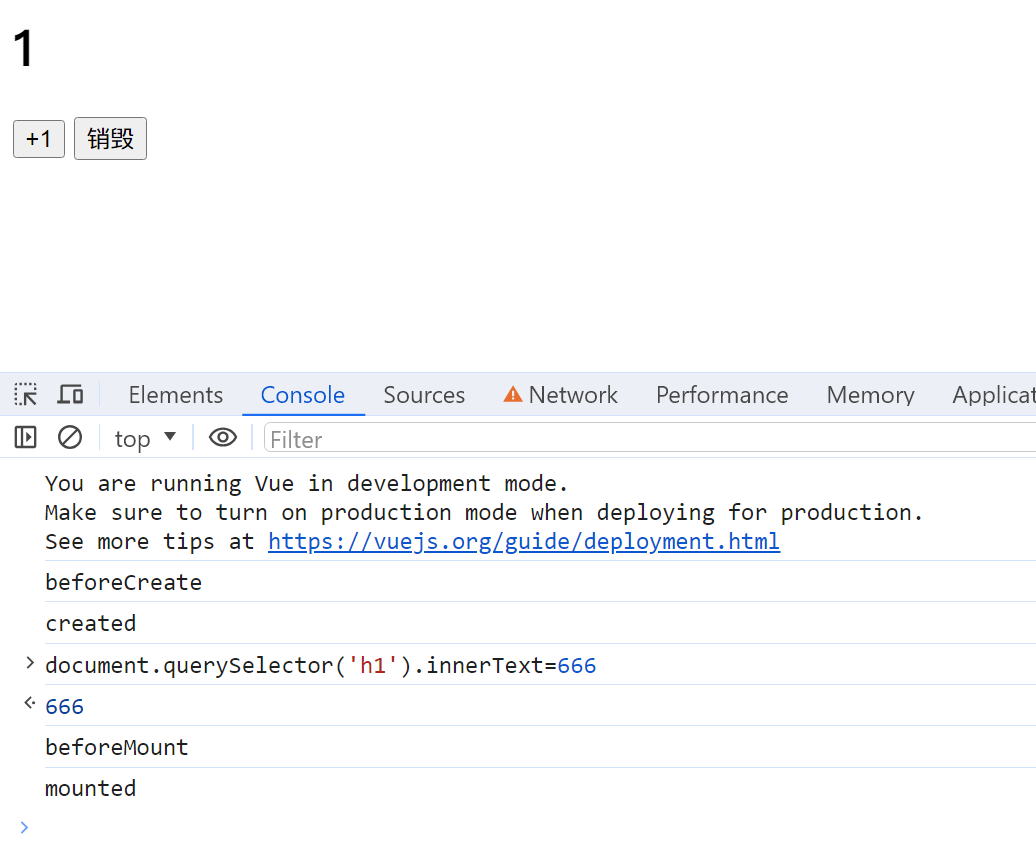 1
+1 销毁
Elements Console Sources Network Performance Memory Applicat
top Filter
You are running Vue in development mode.
Make sure to turn on production mode when deploying for production.
See more tips at https://vuejs.org/guide/deployment.html
beforeCreate
created
document.querySelector('h1').innerText=666
666
beforeMount
mounted